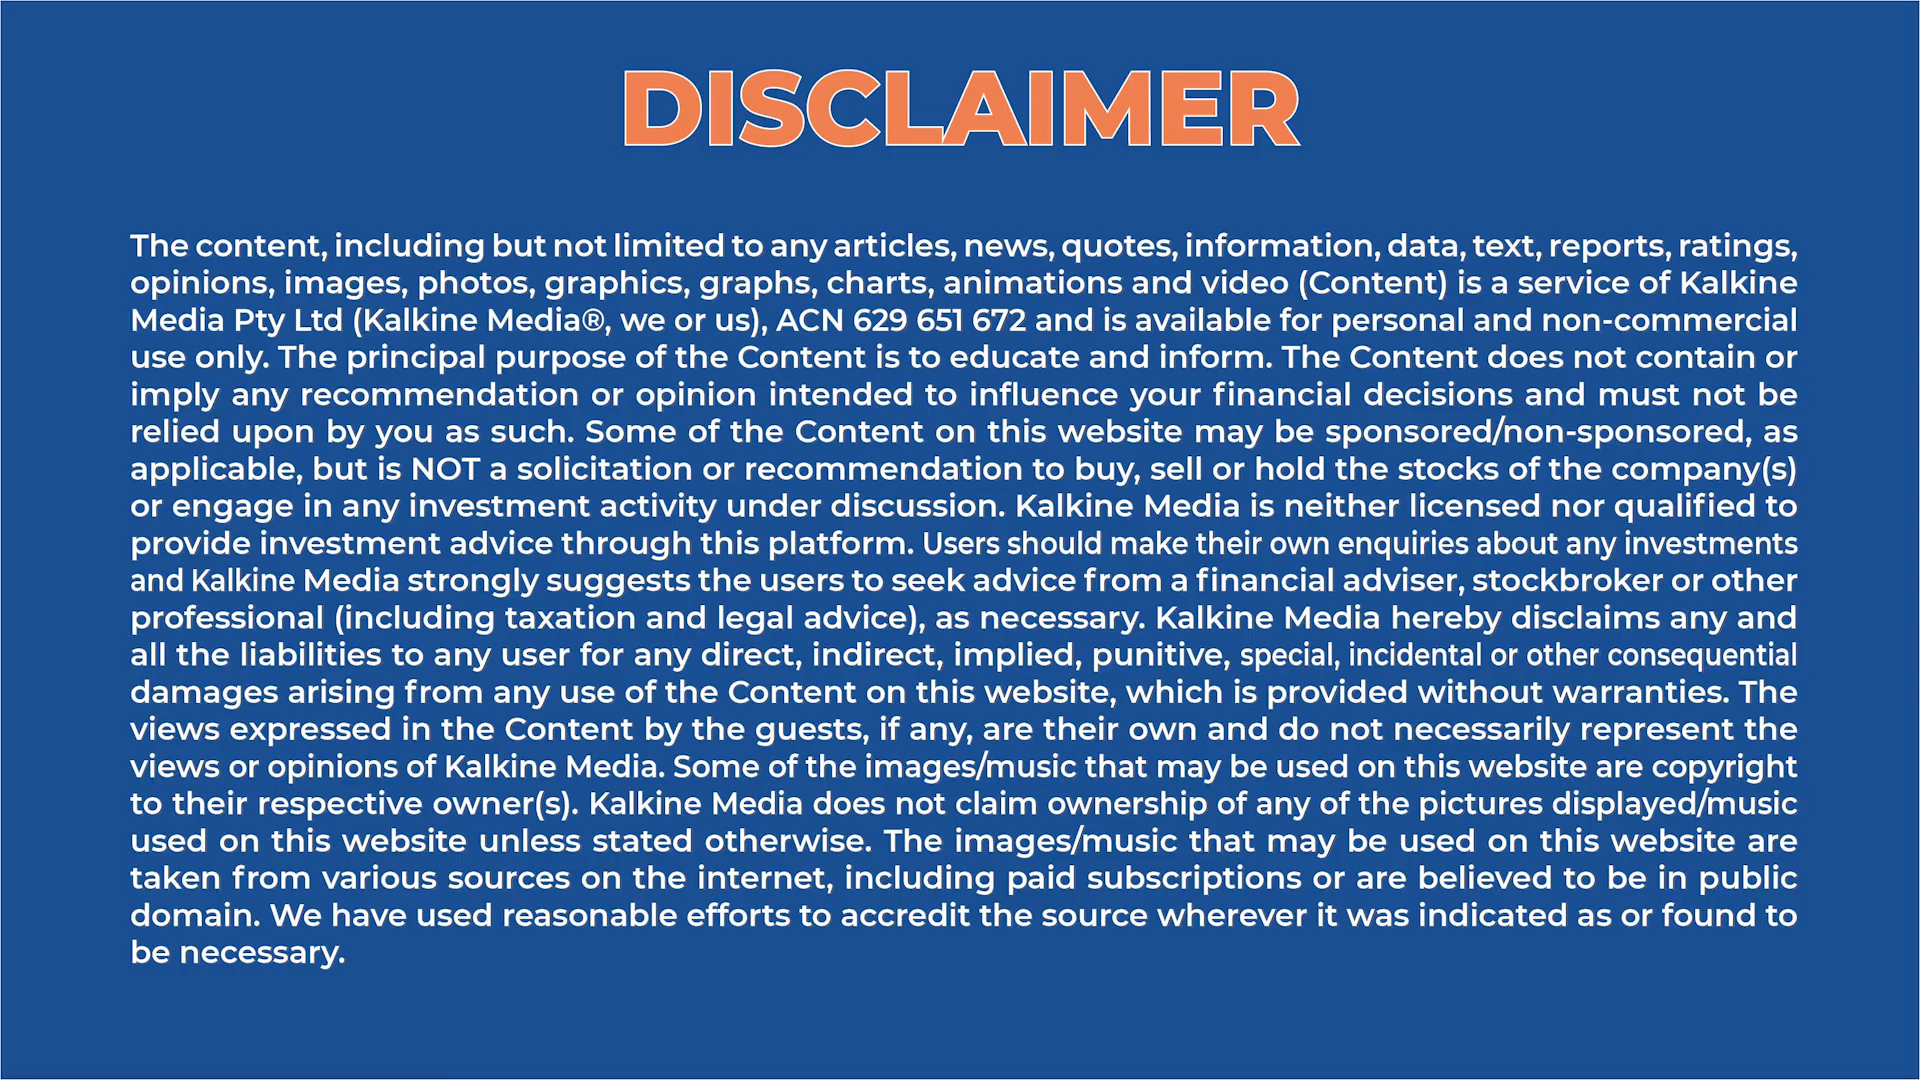 DISCLAIMER
The content, including but not limited to any articles, news, quotes, information, data, text, reports, ratings,
opinions, images, photos, graphics, graphs, charts, animations and video (Content) is a service of Kalkine
Media Pty Ltd (Kalkine Media®, we or us), ACN 629 651 672 and is available for personal and non-commercial
use only. The principal purpose of the Content is to educate and inform. The Content does not contain or
imply any recommendation or opinion intended to influence your financial decisions and must not be
relied upon by you as such. Some of the Content on this website may be sponsored/non-sponsored, as
applicable, but is NOT a solicitation or recommendation to buy, sell or hold the stocks of the company(s)
or engage in any investment activity under discussion. Kalkine Media is neither licensed nor qualified to
provide investment advice through this platform. Users should make their own enquiries about any investments
and Kalkine Media strongly suggests the users to seek advice from a financial adviser, stockbroker or other
professional (including taxation and legal advice), as necessary. Kalkine Media hereby disclaims any and
all the liabilities to any user for any direct, indirect, implied, punitive, special, incidental or other consequential
damages arising from any use of the Content on this website, which is provided without warranties. The
views expressed in the Content by the guests, if any, are their own and do not necessarily represent the
views or opinions of Kalkine Media. Some of the images/music that may be used on this website are copyright
to their respective owner(s). Kalkine Media does not claim ownership of any of the pictures displayed/music
used on this website unless stated otherwise. The images/music that may be used on this website are
taken from various sources on the internet, including paid subscriptions or are believed to be in public
domain. We have used reasonable efforts to accredit the source wherever it was indicated as or found to
be necessary.